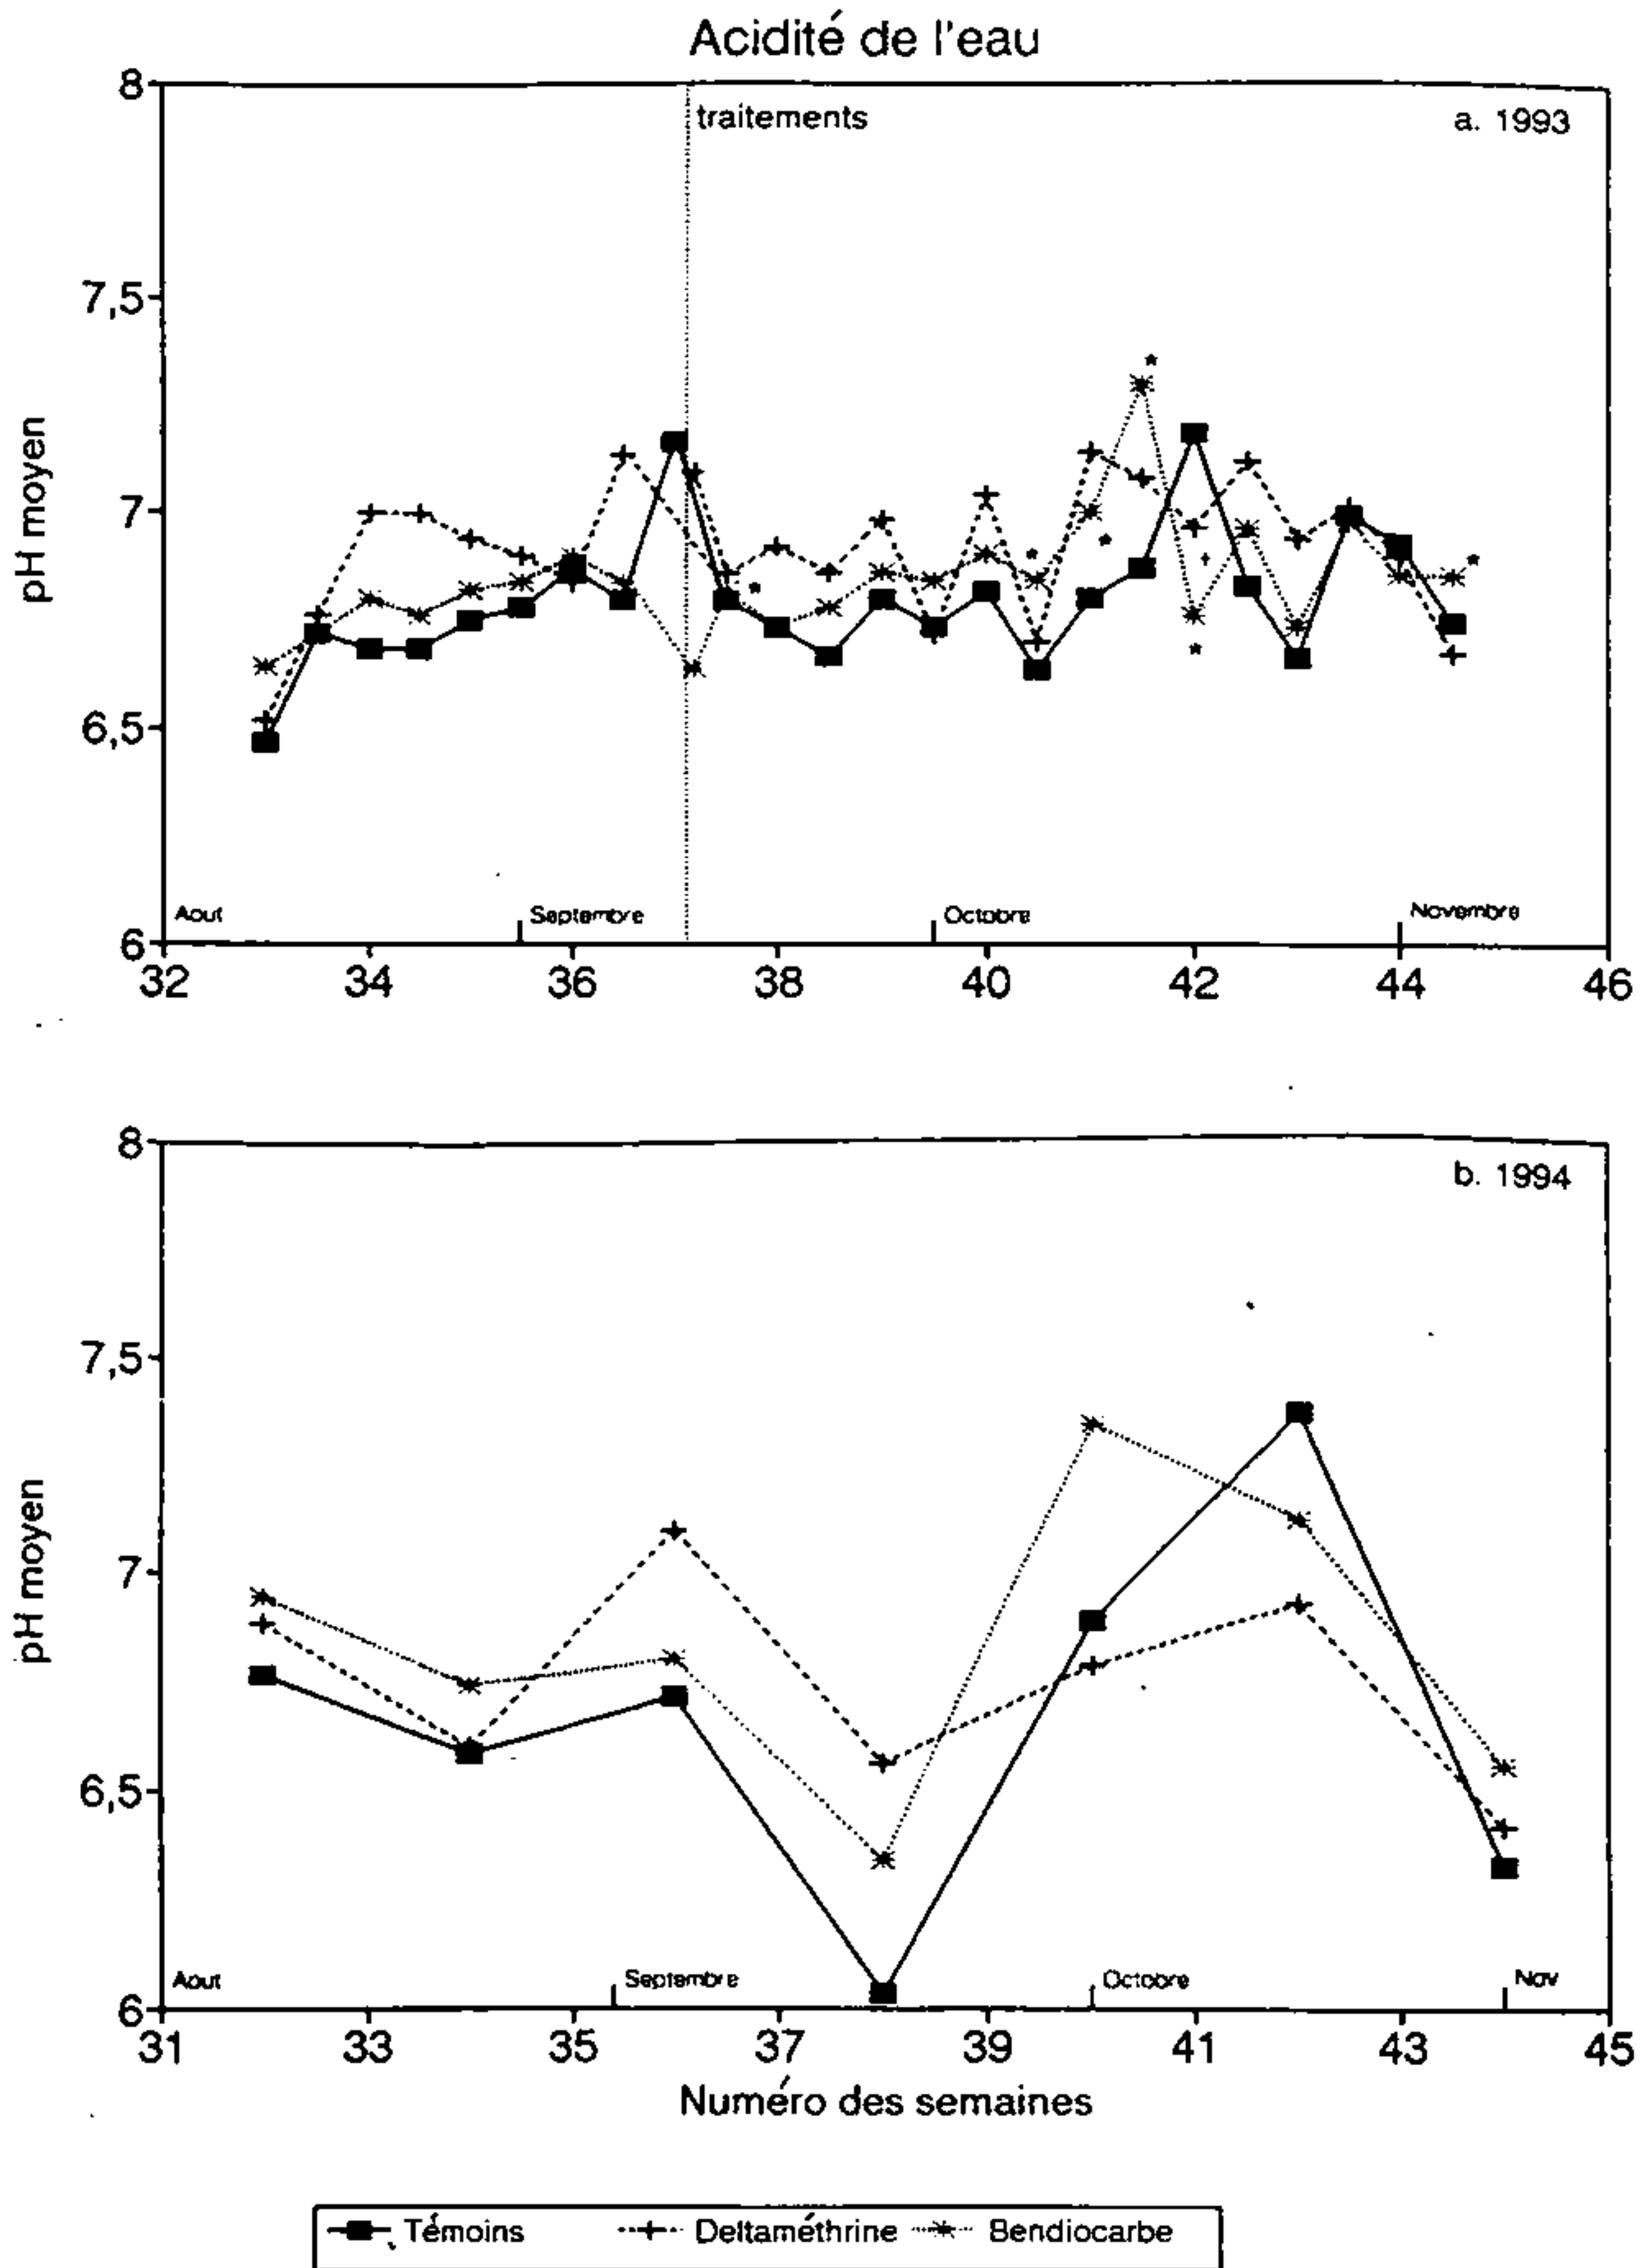 Acidité de l'eau
8
traitements
a. 1993
7,5
pH moyen
7
6,5
Aout
Septembre
Octobre
Novembre
6
32 34 36 38 40 42 44 46
8
b. 1994
7,5
pH moyen
7
6,5
Aout
Septembre
Octobre
Nov
6
31 33 35 37 39 41 43 45
Numéro des semaines
Témoins Deltaméthrine Bendiocarbe